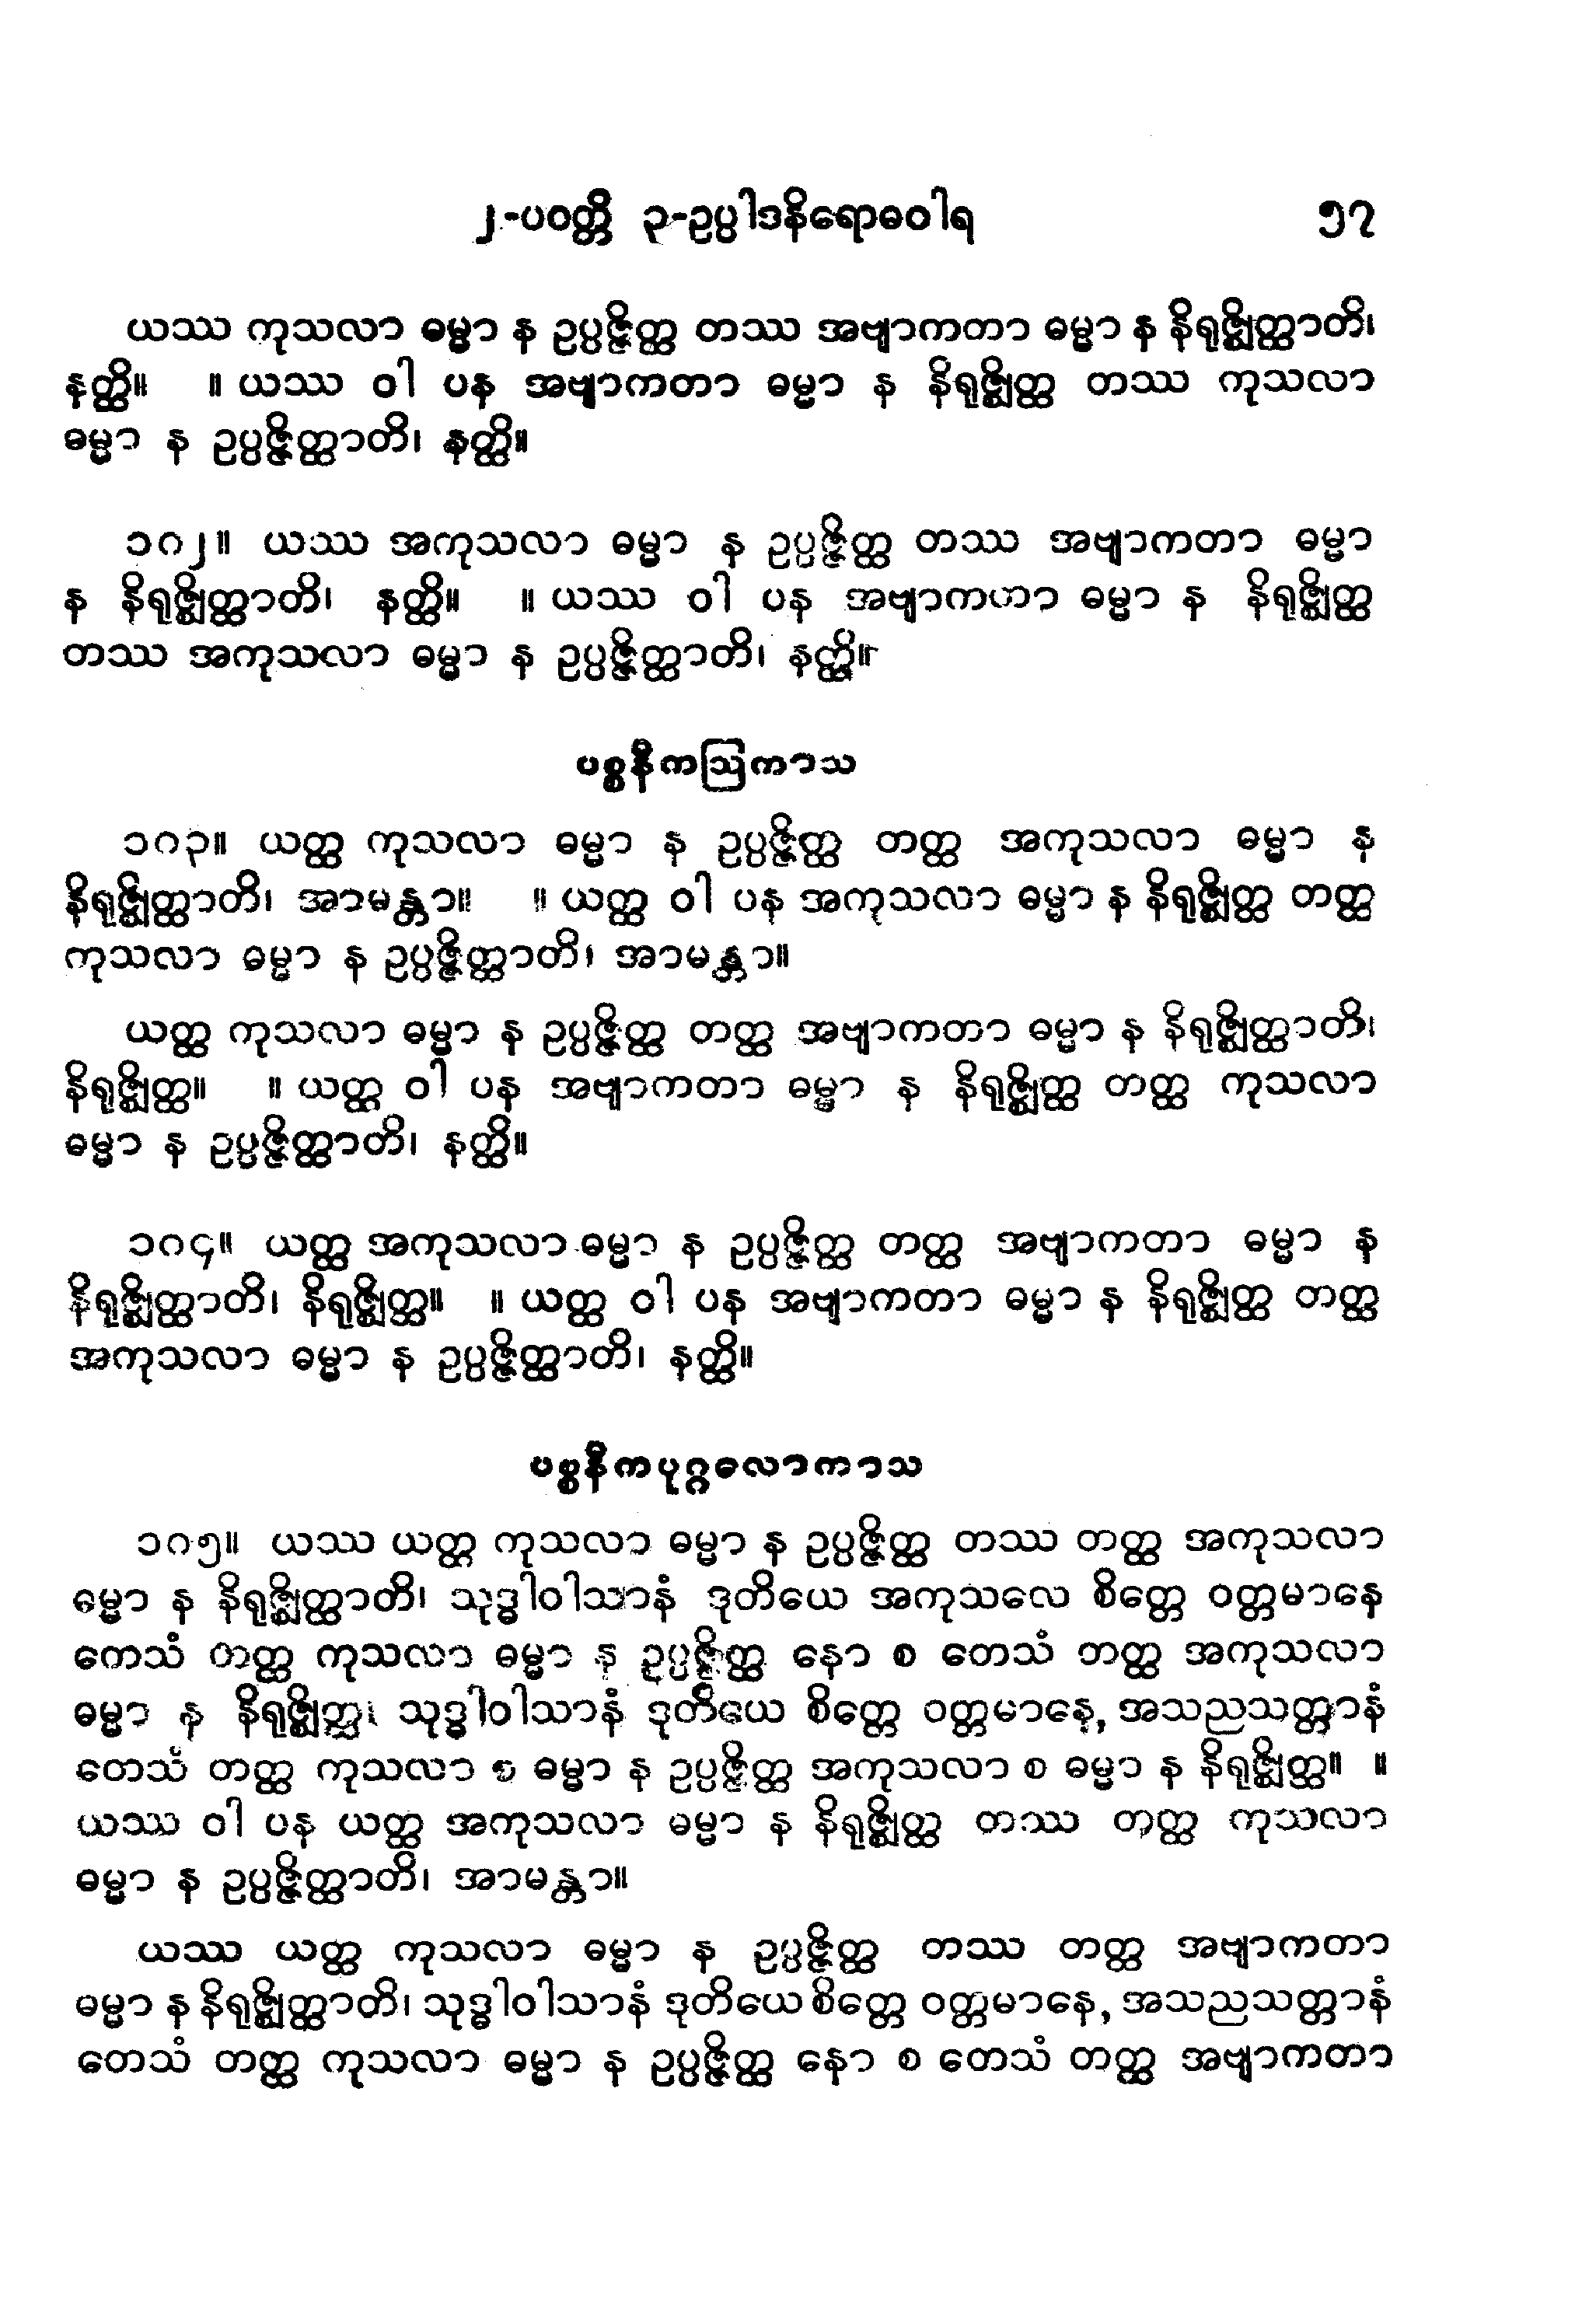 ၂-ပဝတ္တိ ၃-ဥပ္ပါဒနိရောဓဝါရ ၅၇
ယဿ ကုသလာ ဓမ္မာ န ဥပ္ပဇ္ဇိတ္ထ တဿ အဗျာကတာ ဓမ္မာ န နိရုဇ္ဈိတ္ထာတိ၊
နတ္ထိ။ ။ ယဿ ဝါ ပန အဗျာကတာ ဓမ္မာ န နိရုဇ္ဈိတ္ထ တဿ ကုသလာ
ဓမ္မာ န ဥပ္ပဇ္ဇိတ္ထာတိ၊ နတ္ထိ။
၁၀၂။ ယဿ အကုသလာ ဓမ္မာ န ဥပ္ပဇ္ဇိတ္ထ တဿ အဗျာကတာ ဓမ္မာ
န နိရုဇ္ဈိတ္ထာတိ၊ နတ္ထိ။ ။ ယဿ ဝါ ပန အဗျာကတာ ဓမ္မာ န နိရုဇ္ဈိတ္ထ
တဿ အကုသလာ ဓမ္မာ န ဥပ္ပဇ္ဇိတ္ထာတိ၊ နတ္ထိ။
ပစ္စနီကဩကာသ
၁၀၃။ ယတ္ထ ကုသလာ ဓမ္မာ န ဥပ္ပဇ္ဇိတ္ထ တတ္ထ အကုသလာ ဓမ္မာ န
နိရုဇ္ဈိတ္ထာတိ၊ အာမန္တာ။ ။ ယတ္ထ ဝါ ပန အကုသလာ ဓမ္မာ န နိရုဇ္ဈိတ္ထ တတ္ထ
ကုသလာ ဓမ္မာ န ဥပ္ပဇ္ဇိတ္ထာတိ၊ အာမန္တာ။
ယတ္ထ ကုသလာ ဓမ္မာ န ဥပ္ပဇ္ဇိတ္ထ တတ္ထ အဗျာကတာ ဓမ္မာ န နိရုဇ္ဈိတ္ထာတိ၊
နိရုဇ္ဈိတ္ထ။ ။ ယတ္ထ ဝါ ပန အဗျာကတာ ဓမ္မာ န နိရုဇ္ဈိတ္ထ တတ္ထ ကုသလာ
ဓမ္မာ န ဥပ္ပဇ္ဇိတ္ထာတိ၊ နတ္ထိ။
၁၀၄။ ယတ္ထ အကုသလာ ဓမ္မာ န ဥပ္ပဇ္ဇိတ္ထ တတ္ထ အဗျာကတာ ဓမ္မာ န
နိရုဇ္ဈိတ္ထာတိ၊ နိရုဇ္ဈိတ္ထ။ ။ ယတ္ထ ဝါ ပန အဗျာကတာ ဓမ္မာ န နိရုဇ္ဈိတ္ထ တတ္ထ
အကုသလာ ဓမ္မာ န ဥပ္ပဇ္ဇိတ္ထာတိ၊ နတ္ထိ။
ပစ္စနီကပုဂ္ဂလောကာသ
၁၀၅။ ယဿ ယတ္ထ ကုသလာ ဓမ္မာ န ဥပ္ပဇ္ဇိတ္ထ တဿ တတ္ထ အကုသလာ
ဓမ္မာ န နိရုဇ္ဈိတ္ထာတိ၊ သုဒ္ဓါဝါသာနံ ဒုတိယေ အကုသလေ စိတ္တေ ဝတ္တမာနေ
တေသံ တတ္ထ ကုသလာ ဓမ္မာ န ဥပ္ပဇ္ဇိတ္ထ နော စ တေသံ တတ္ထ အကုသလာ
ဓမ္မာ န နိရုဇ္ဈိတ္ထ၊ သုဒ္ဓါဝါသာနံ ဒုတိယေ စိတ္တေ ဝတ္တမာနေ, အသညသတ္တာနံ
တေသံ တတ္ထ ကုသလာ စ ဓမ္မာ န ဥပ္ပဇ္ဇိတ္ထ အကုသလာ စ ဓမ္မာ န နိရုဇ္ဈိတ္ထ။ ။
ယဿ ဝါ ပန ယတ္ထ အကုသလာ ဓမ္မာ န နိရုဇ္ဈိတ္ထ တဿ တတ္ထ ကုသလာ
ဓမ္မာ န ဥပ္ပဇ္ဇိတ္ထာတိ၊ အာမန္တာ။
ယဿ ယတ္ထ ကုသလာ ဓမ္မာ န ဥပ္ပဇ္ဇိတ္ထ တဿ တတ္ထ အဗျာကတာ
ဓမ္မာ န နိရုဇ္ဈိတ္ထာတိ၊ သုဒ္ဓါဝါသာနံ ဒုတိယေ စိတ္တေ ဝတ္တမာနေ, အသညသတ္တာနံ
တေသံ တတ္ထ ကုသလာ ဓမ္မာ န ဥပ္ပဇ္ဇိတ္ထ နော စ တေသံ တတ္ထ အဗျာကတာ